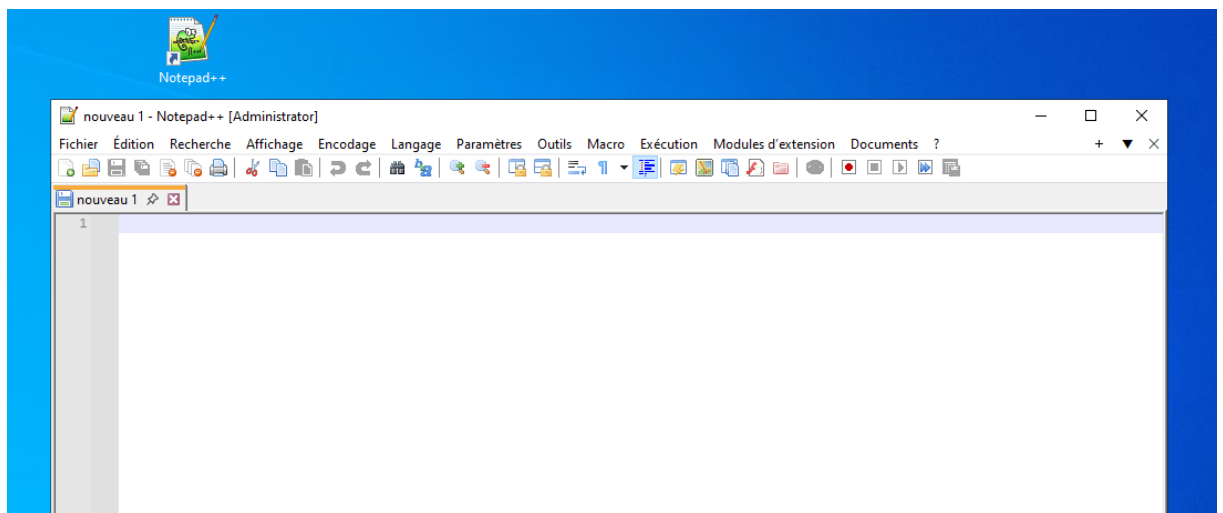 Notepad++
nouveau 1 - Notepad++ [Administrator]
Fichier Édition Recherche Affichage Encodage Langage Paramètres Outils Macro Exécution Modules d'extension Documents ?
nouveau 1
1